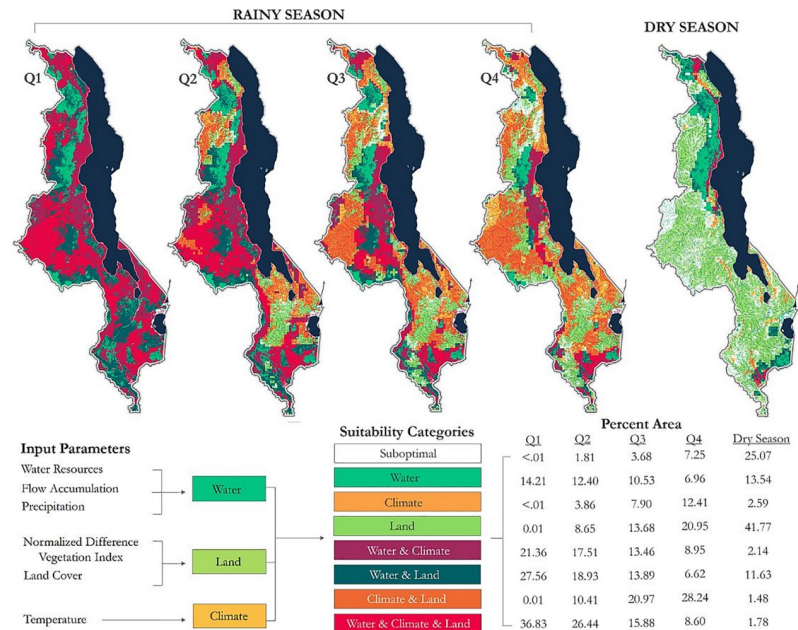 RAINY SEASON
DRY SEASON
Q1
Q2
Q3
Q4
Input Parameters
Water Resources
Flow Accumulation
Precipitation
Normalized Difference
Vegetation Index
Land Cover
Temperature
Water
Land
Climate
Suitability Categories
Suboptimal
Water
Climate
Land
Water & Climate
Water & Land
Climate & Land
Water & Climate & Land
Percent Area
Q1 Q2 Q3 Q4 Dry Season
<.01 1.81 3.68 7.25 25.07
14.21 12.40 10.53 6.96 13.54
<.01 3.86 7.90 12.41 2.59
0.01 8.65 13.68 20.95 41.77
21.36 17.51 13.46 8.95 2.14
27.56 18.93 13.89 6.62 11.63
0.01 10.41 20.97 28.24 1.48
36.83 26.44 15.88 8.60 1.78